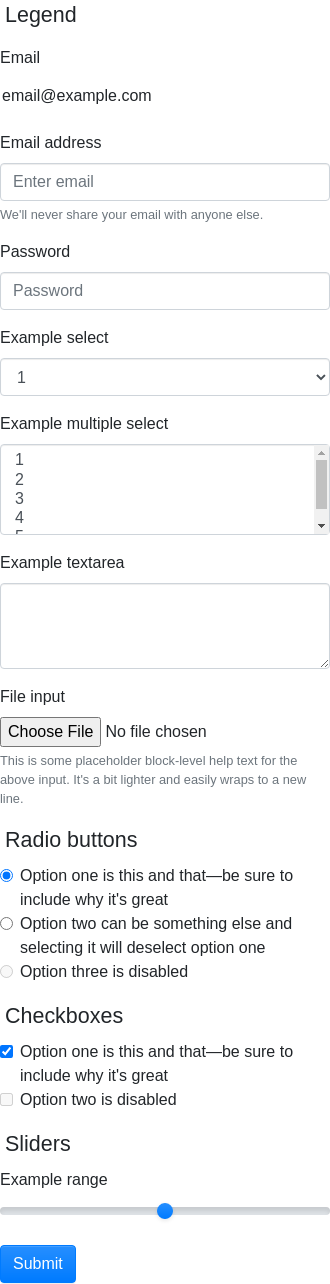 Legend
Email
email@example.com
Email address
Enter email
We'll never share your email with anyone else.
Password
Password
Example select
1
Example multiple select
1
2
3
4
5
Example textarea
File input
Choose File No file chosen
This is some placeholder block-level help text for the
above input. It's a bit lighter and easily wraps to a new
line.
Radio buttons
Option one is this and that—be sure to
include why it's great
Option two can be something else and
selecting it will deselect option one
Option three is disabled
Checkboxes
Option one is this and that—be sure to
include why it's great
Option two is disabled
Sliders
Example range
Submit